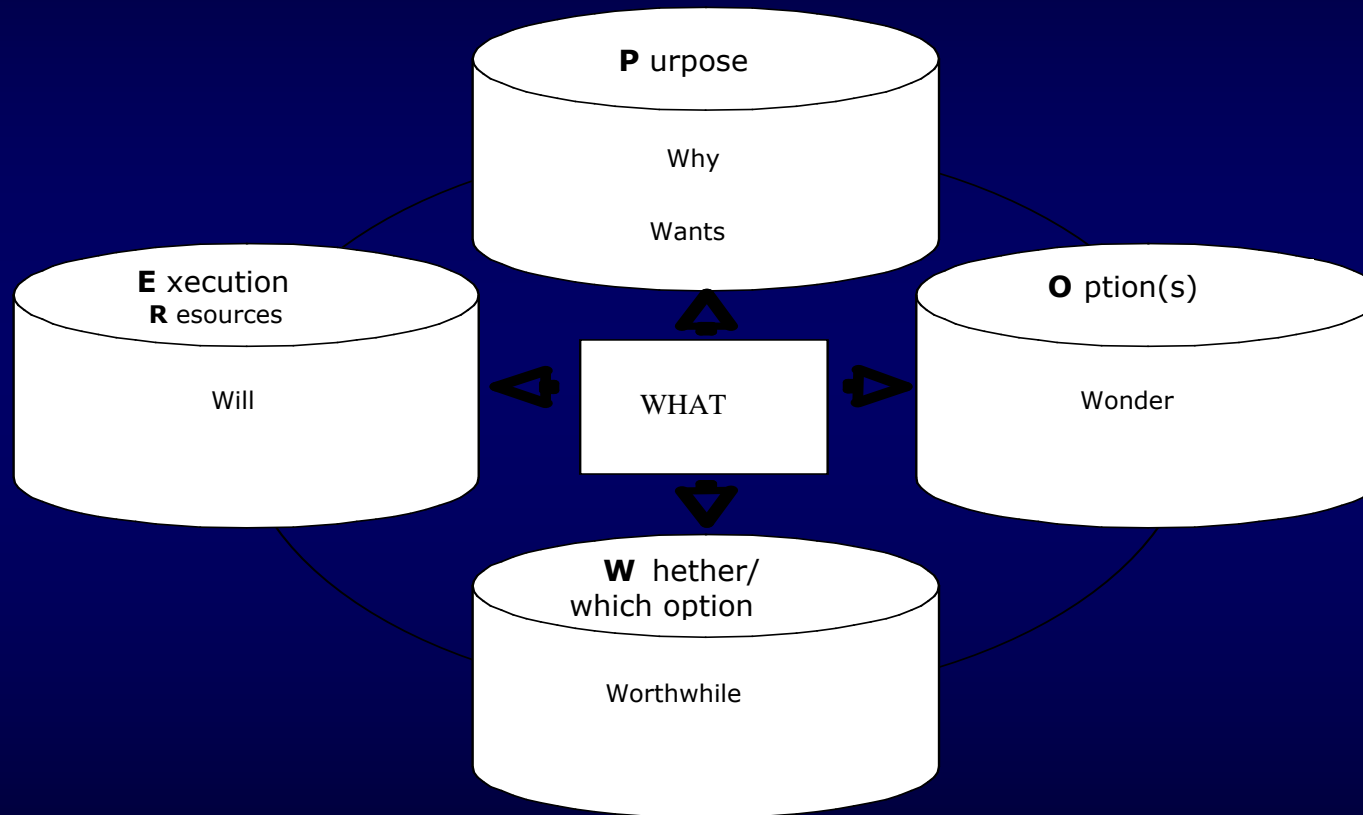 P urpose
Why
Wants
E xecution
R esources
Will
WHAT
O ption(s)
Wonder
W hether/
which option
Worthwhile